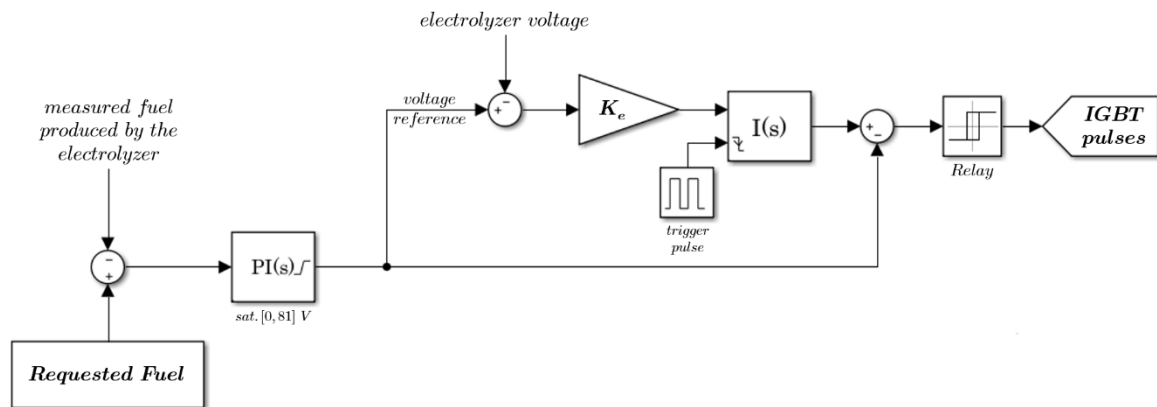 electrolyzer voltage
measured fuel
produced by the
electrolyzer
voltage
reference
K_e
I(s)
IGBT
pulses
Relay
trigger
pulse
PI(s)
sat.[0,81] V
Requested Fuel